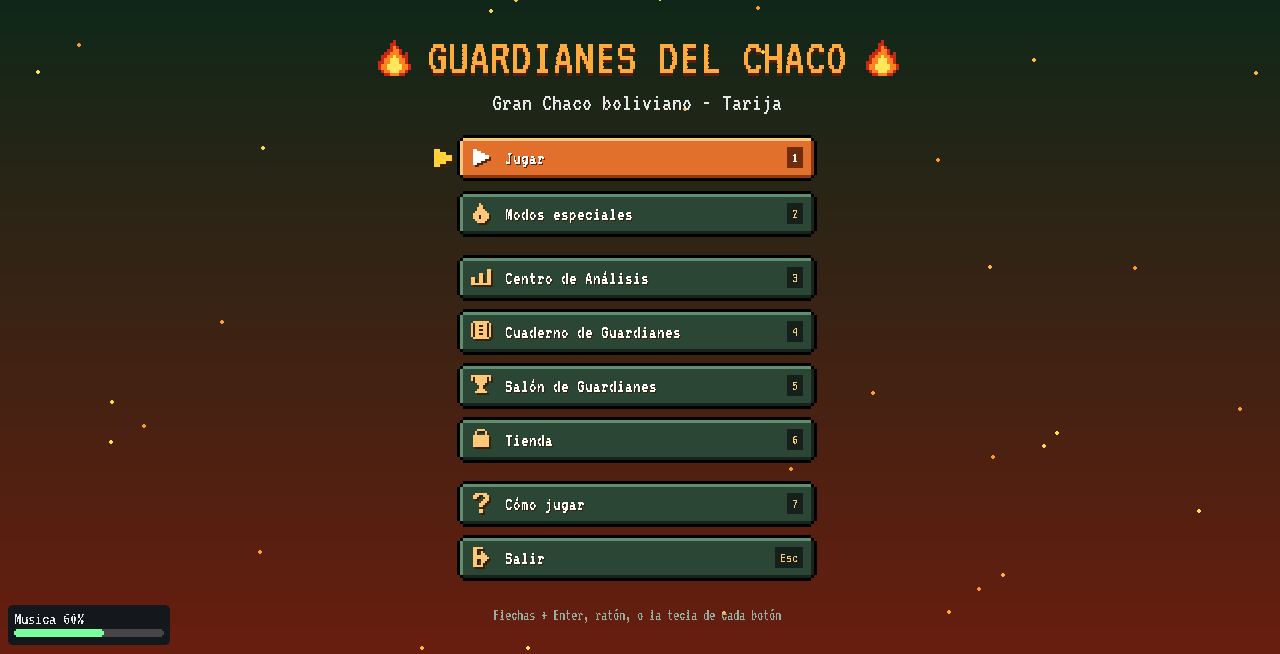 GUARDIANES DEL CHACO
Gran Chaco boliviano - Tarija
Jugar 1
Modos especiales 2
Centro de Análisis 3
Cuaderno de Guardianes 4
Salón de Guardianes 5
Tienda 6
Cómo jugar 7
Salir Esc
Flechas + Enter, ratón, o la tecla de cada botón
Musica 60%